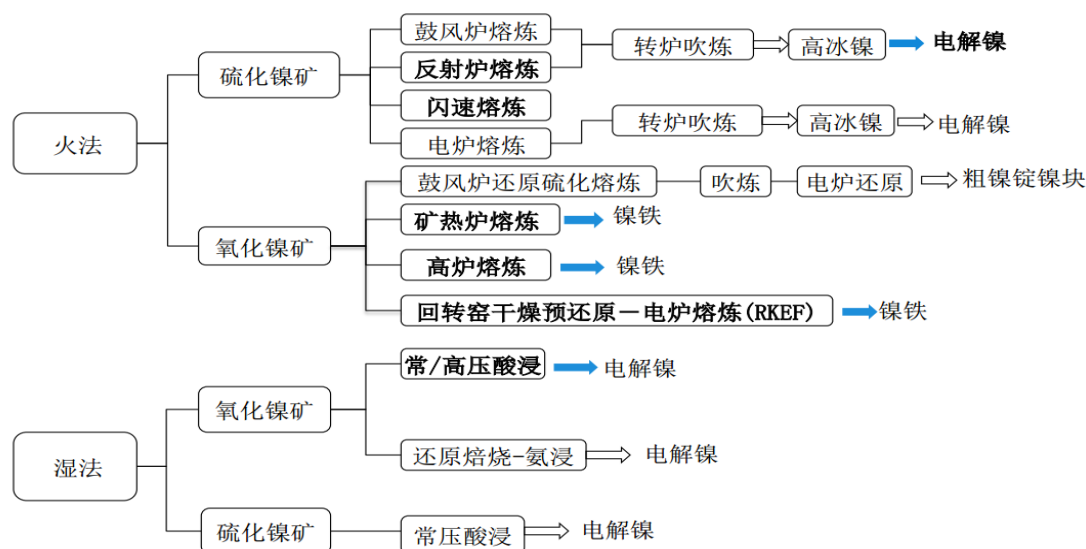 鼓风炉熔炼
转炉吹炼
高冰镍
电解镍
硫化镍矿
反射炉熔炼
闪速熔炼
火法
电炉熔炼
转炉吹炼
高冰镍
电解镍
鼓风炉还原硫化熔炼
吹炼
电炉还原
粗镍锭镍块
氧化镍矿
矿热炉熔炼
镍铁
高炉熔炼
镍铁
回转窑干燥预还原－电炉熔炼(RKEF)
镍铁
常/高压酸浸
电解镍
氧化镍矿
湿法
还原焙烧-氨浸
电解镍
硫化镍矿
常压酸浸
电解镍